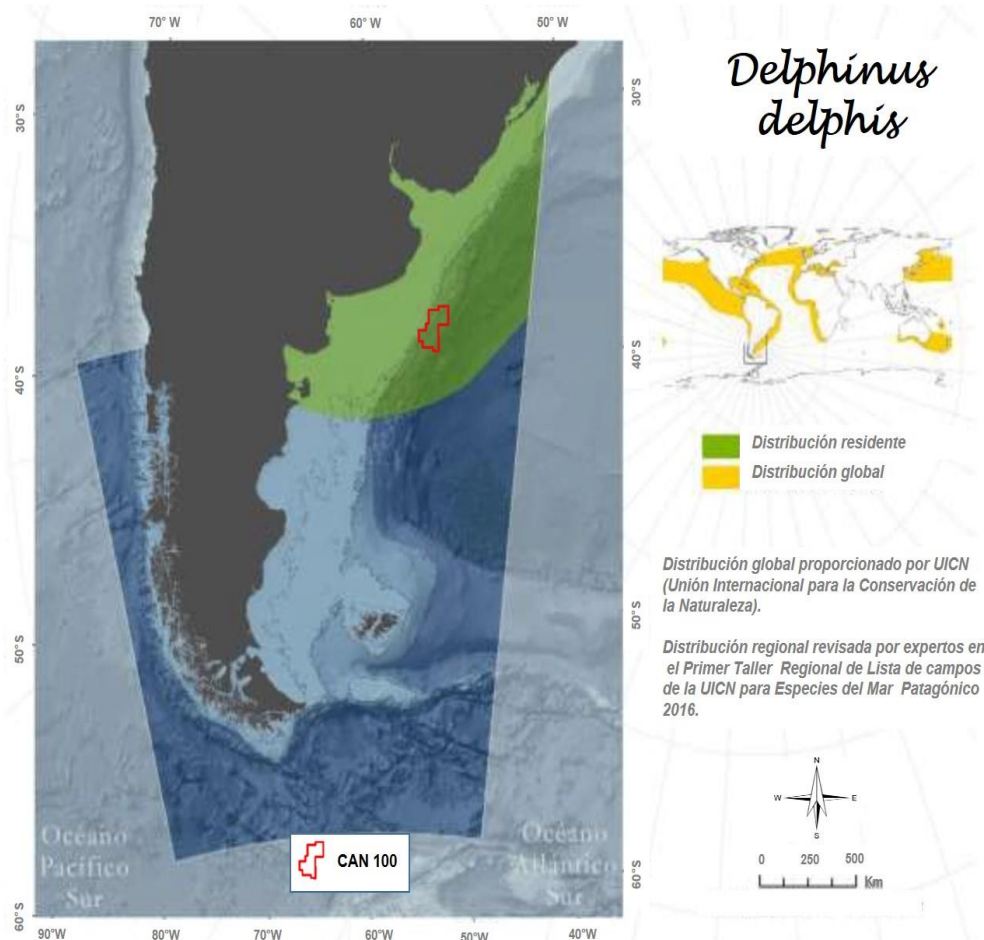 70° W
60° W
50° W
30°S
30°S
Delphinus
delphis
40°S
40°S
Distribución residente
Distribución global
Distribución global proporcionado por UICN
(Unión Internacional para la Conservación de
la Naturaleza).
50°S
50°S
Distribución regional revisada por expertos en
el Primer Taller Regional de Lista de campos
de la UICN para Especies del Mar Patagónico
2016.
N
W
E
S
Océano
Pacífico
Sur
CAN 100
Océano
Atlántico
Sur
0 250 500
Km
60°S
60°S
90°W
80°W
70°W
60°W
50°W
40°W